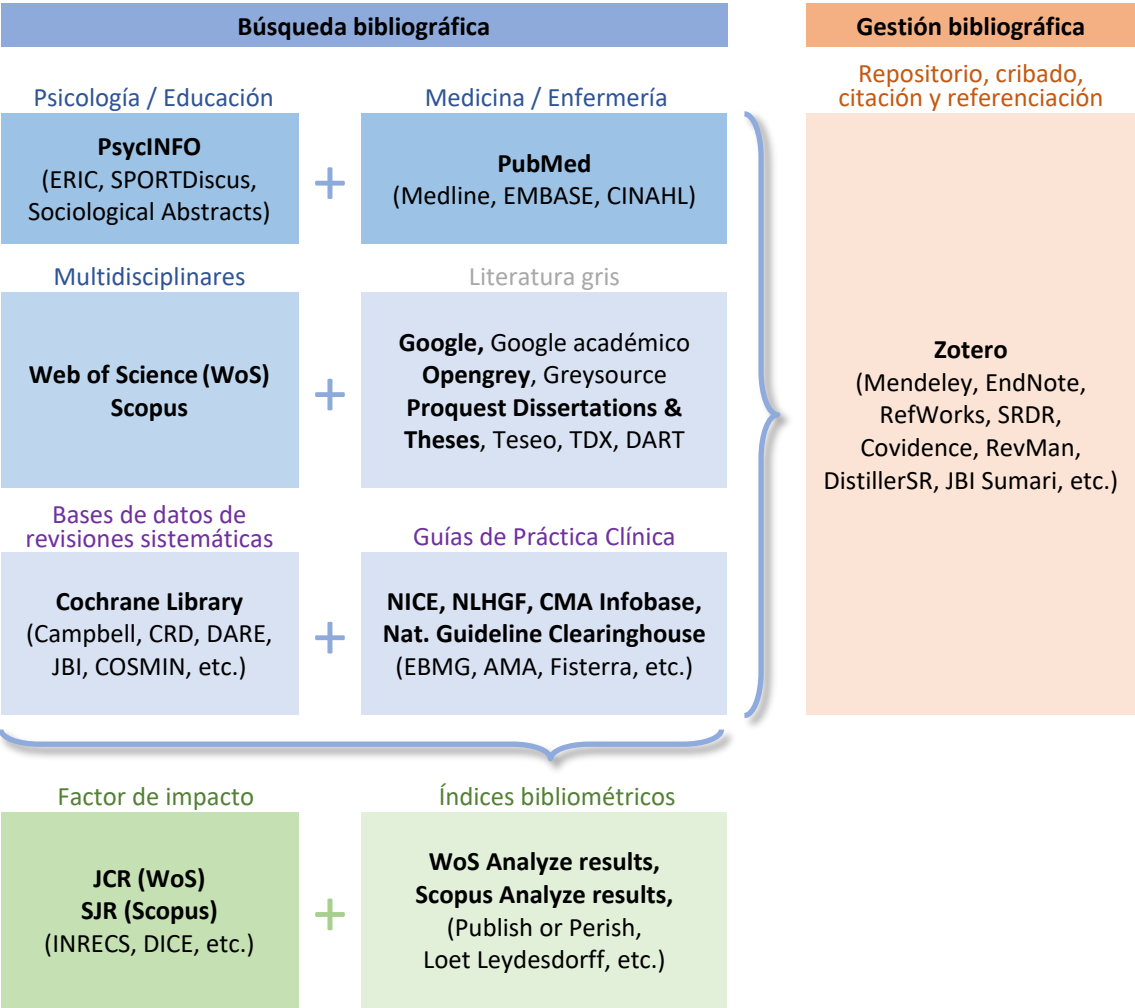 Búsqueda bibliográfica
Gestión bibliográfica
Psicología / Educación
Medicina / Enfermería
Repositorio, cribado,
citación y referenciación
PsycINFO
(ERIC, SPORTDiscus,
Sociological Abstracts)
+
PubMed
(Medline, EMBASE, CINAHL)
Multidisciplinares
Literatura gris
Web of Science (WoS)
Scopus
+
Google, Google académico
Opengrey, Greysource
Proquest Dissertations &
Theses, Teseo, TDX, DART
Zotero
(Mendeley, EndNote,
RefWorks, SRDR,
Covidence, RevMan,
DistillerSR, JBI Sumari, etc.)
Bases de datos de
revisiones sistemáticas
Guías de Práctica Clínica
Cochrane Library
(Campbell, CRD, DARE,
JBI, COSMIN, etc.)
+
NICE, NLHGF, CMA Infobase,
Nat. Guideline Clearinghouse
(EBMG, AMA, Fisterra, etc.)
Factor de impacto
Índices bibliométricos
JCR (WoS)
SJR (Scopus)
(INRECS, DICE, etc.)
+
WoS Analyze results,
Scopus Analyze results,
(Publish or Perish,
Loet Leydesdorff, etc.)